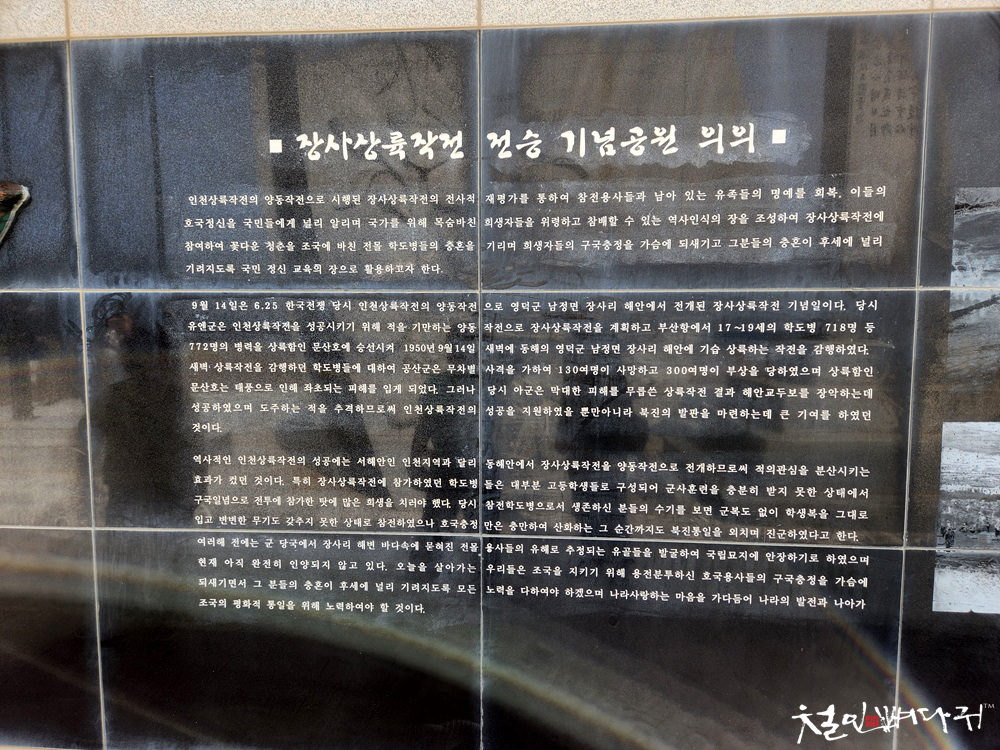 ■ 장사상륙작전 전승 기념공원 의의 ■
인천상륙작전의 양동작전으로 시행된 장사상륙작전의 전사적 재평가를 통하여 참전용사들과 남아 있는 유족들의 명예를 회복, 이들의
호국정신을 국민들에게 널리 알리며 국가를 위해 목숨바친 희생자들을 위령하고 참배할 수 있는 역사인식의 장을 조성하여 장사상륙작전에
참여하여 꽃다운 청춘을 조국에 바친 전몰 학도병들의 충혼을 기리며 희생자들의 구국충정을 가슴에 되새기고 그분들의 충혼이 후세에 널리
기려지도록 국민 정신 교육의 장으로 활용하고자 한다.
9월 14일은 6.25 한국전쟁 당시 인천상륙작전의 양동작전으로 영덕군 남정면 장사리 해안에서 전개된 장사상륙작전 기념일이다. 당시
유엔군은 인천상륙작전을 성공시키기 위해 적을 기만하는 양동작전으로 장사상륙작전을 계획하고 부산항에서 17~19세의 학도병 718명 등
772명의 병력을 상륙함인 문산호에 승선시켜 1950년 9월 14일 새벽에 동해의 영덕군 남정면 장사리 해안에 기습 상륙하는 작전을 감행하였다.
새벽 상륙작전을 감행하던 학도병들에 대하여 공산군은 무차별 사격을 가하여 130여명이 사망하고 300여명이 부상을 당하였으며 상륙함인
문산호는 태풍으로 인해 좌초되는 피해를 입게 되었다. 그러나 당시 아군은 막대한 피해를 무릅쓴 상륙작전 결과 해안교두보를 장악하는데
성공하였으며 도주하는 적을 추격하므로써 인천상륙작전의 성공을 지원하였을 뿐만아니라 북진의 발판을 마련하는데 큰 기여를 하였던
것이다.
역사적인 인천상륙작전의 성공에는 서해안인 인천지역과 달리 동해안에서 장사상륙작전을 양동작전으로 전개하므로써 적의관심을 분산시키는
효과가 컸던 것이다. 특히 장사상륙작전에 참가하였던 학도병들은 대부분 고등학생들로 구성되어 군사훈련을 충분히 받지 못한 상태에서
구국일념으로 전투에 참가한 탓에 많은 희생을 치러야 했다. 당시 참전학도병으로서 생존하신 분들의 수기를 보면 군복도 없이 학생복을 그대로
입고 변변한 무기도 갖추지 못한 상태로 참전하였으나 호국충정만은 충만하여 산화하는 그 순간까지도 북진통일을 외치며 진군하였다고 한다.
여러해 전에는 군 당국에서 장사리 해변 바다속에 묻혀진 전몰용사들의 유해로 추정되는 유골들을 발굴하여 국립묘지에 안장하기로 하였으며
현재 아직 완전히 인양되지 않고 있다. 오늘을 살아가는 우리들은 조국을 지키기 위해 용전분투하신 호국용사들의 구국충정을 가슴에
되새기면서 그 분들의 충혼이 후세에 널리 기려지도록 모든 노력을 다하여야 하겠으며 나라사랑하는 마음을 가다듬어 나라의 발전과 나아가
조국의 평화적 통일을 위해 노력하여야 할 것이다.